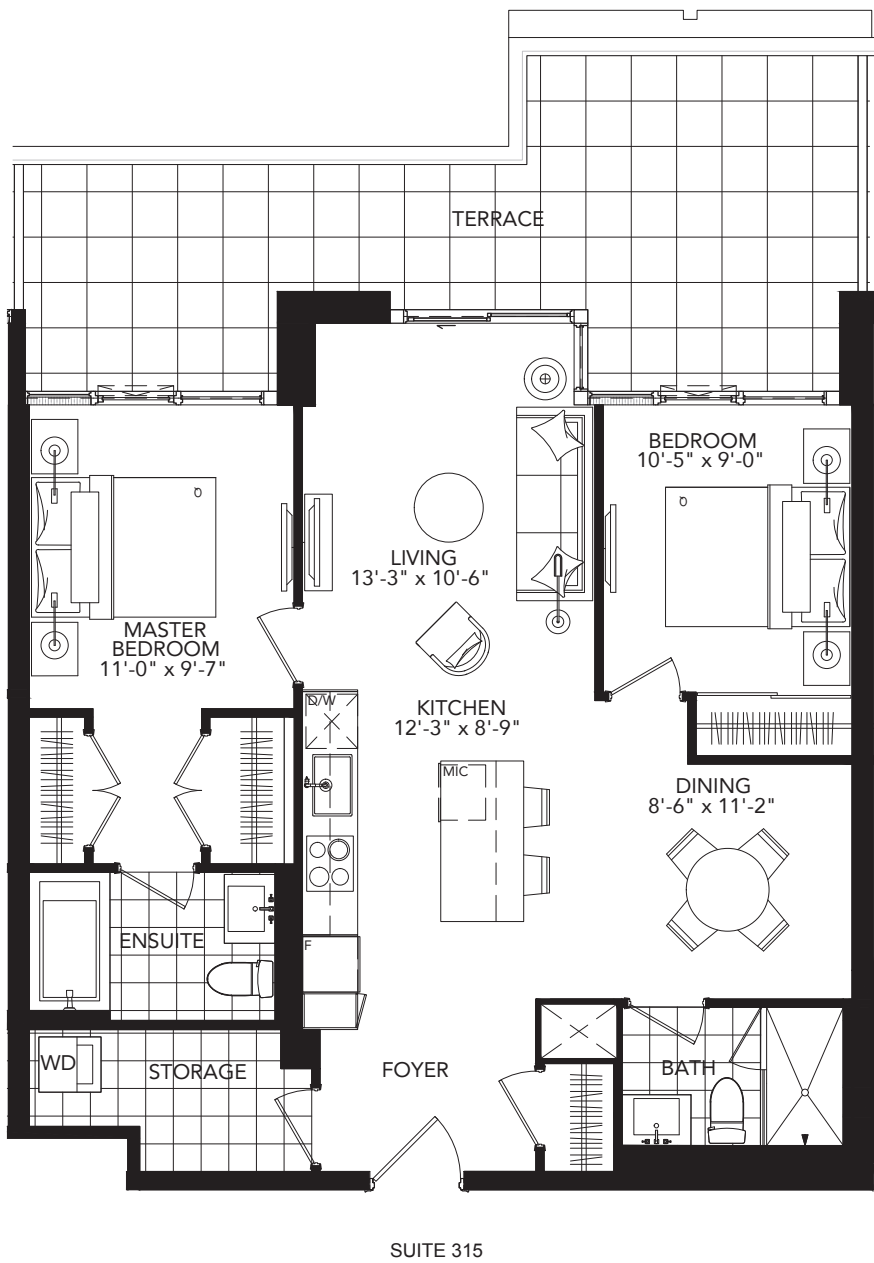 TERRACE
BEDROOM
10'-5" x 9'-0"
LIVING
13'-3" x 10'-6"
MASTER
BEDROOM
11'-0" x 9'-7"
D/W
KITCHEN
12'-3" x 8'-9"
MIC
DINING
8'-6" x 11'-2"
ENSUITE
F
WD
STORAGE
FOYER
BATH
SUITE 315